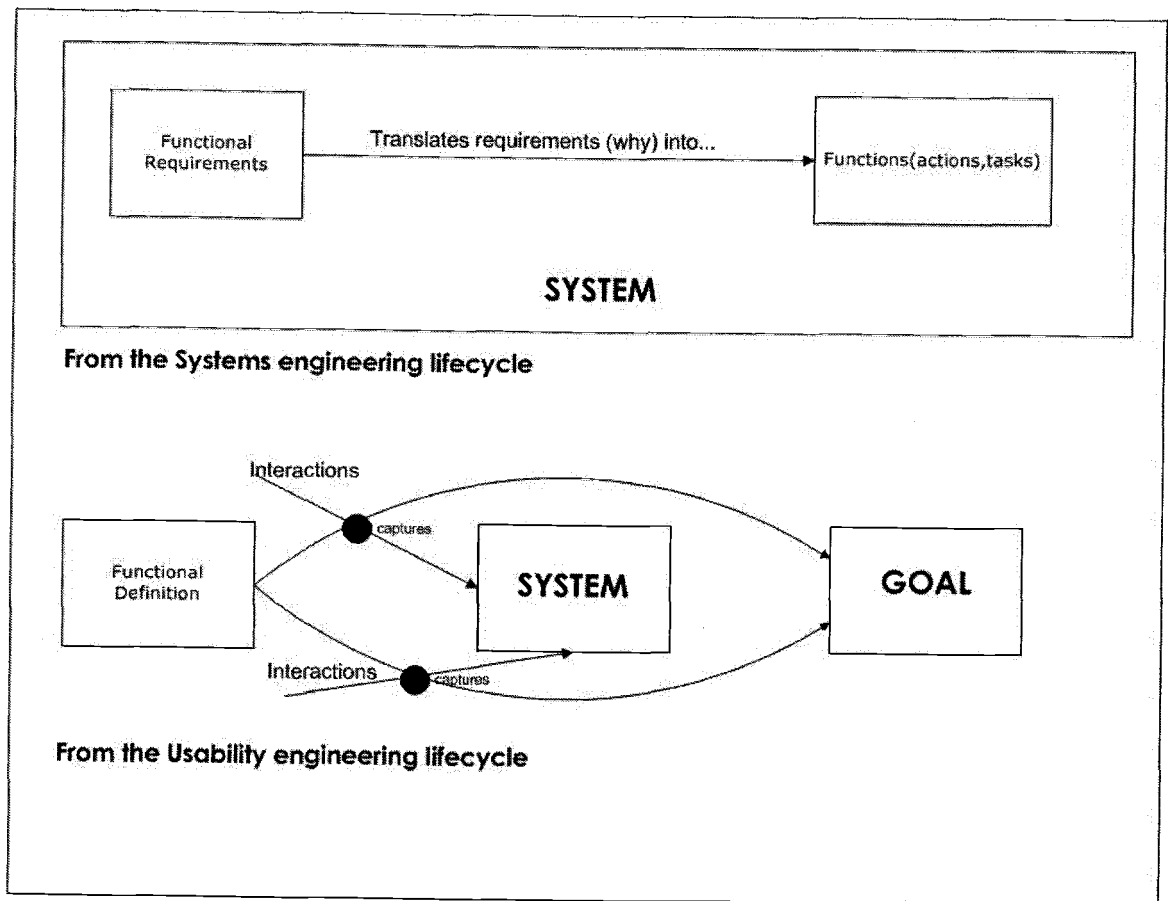 Functional
Requirements
Translates requirements (why) into...
Functions(actions,tasks)
SYSTEM
From the Systems engineering lifecycle
Interactions
captures
Functional
Definition
SYSTEM
GOAL
Interactions
captures
From the Usability engineering lifecycle